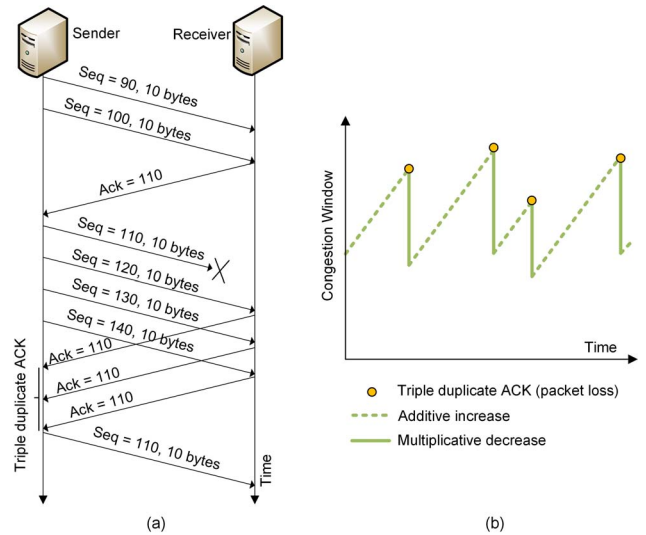 Sender
Receiver
Seq = 90, 10 bytes
Seq = 100, 10 bytes
Ack = 110
Seq = 110, 10 bytes
Seq = 120, 10 bytes
Seq = 130, 10 bytes
Seq = 140, 10 bytes
Ack = 110
Ack = 110
Ack = 110
Seq = 110, 10 bytes
Triple duplicate ACK
Time
(a)
Congestion Window
Time
Triple duplicate ACK (packet loss)
Additive increase
Multiplicative decrease
(b)